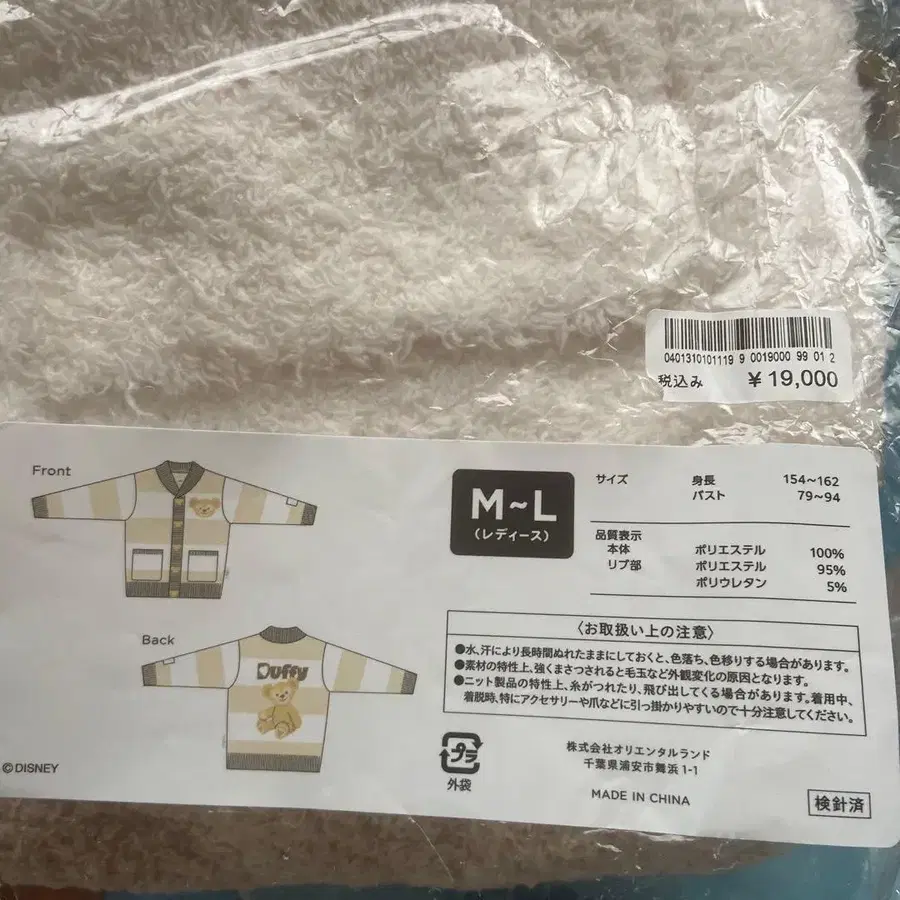 0401310101119 9 0019000 99 01 2
税込み ¥19,000
Front
Back
Duffy
©DISNEY
M~L
(レディース)
サイズ 身長 154~162
バスト 79~94
品質表示
本体 ポリエステル 100%
リブ部 ポリエステル 95%
ポリウレタン 5%
〈お取扱い上の注意〉
●水、汗により長時間ぬれたままにしておくと、色落ち、色移りする場合があります。
●素材の特性上、強くまさつされると毛玉など外観変化の原因となります。
●ニット製品の特性上、糸がつれたり、飛び出してくる場合があります。着用中、
着脱時、特にアクセサリーや爪などに引っ掛かりやすいので十分注意してください。
プラ
外袋
株式会社オリエンタルランド
千葉県浦安市舞浜1-1
MADE IN CHINA
検針済